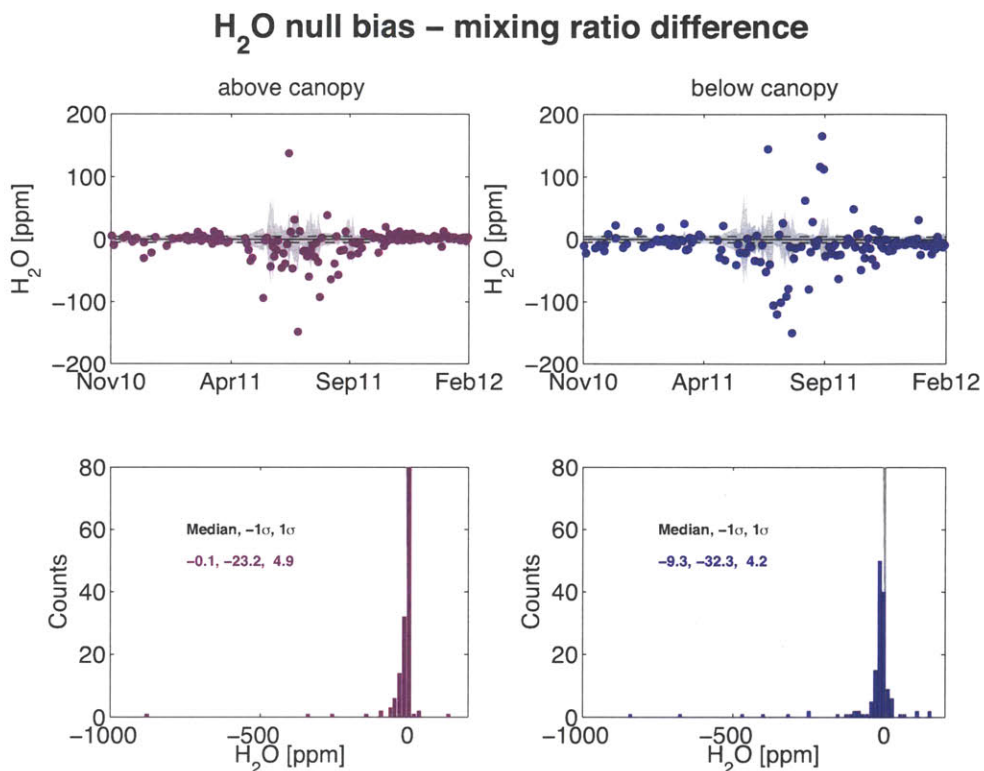 H₂O null bias – mixing ratio difference
above canopy
below canopy
200
100
0
−100
−200
H₂O [ppm]
Nov10
Apr11
Sep11
Feb12
200
100
0
−100
−200
H₂O [ppm]
Nov10
Apr11
Sep11
Feb12
80
60
40
20
0
Counts
Median, −1σ, 1σ
−0.1, −23.2, 4.9
−1000
−500
0
H₂O [ppm]
80
60
40
20
0
Counts
Median, −1σ, 1σ
−9.3, −32.3, 4.2
−1000
−500
0
H₂O [ppm]